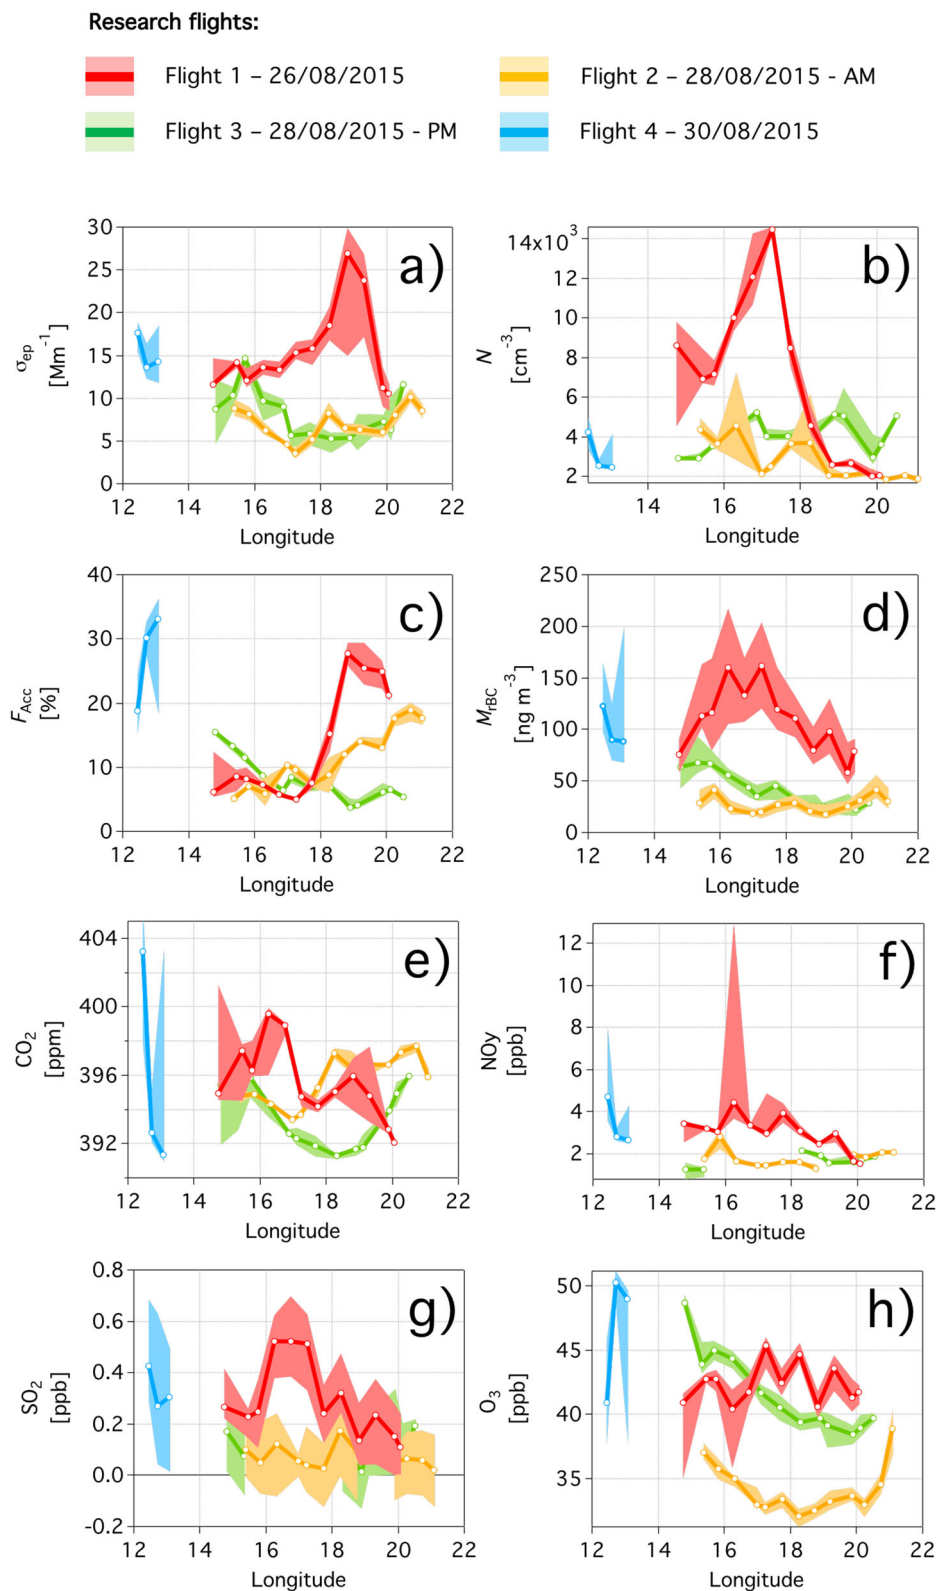 Research flights:
Flight 1 – 26/08/2015
Flight 2 – 28/08/2015 - AM
Flight 3 – 28/08/2015 - PM
Flight 4 – 30/08/2015
a)
σep
[Mm-1]
30
25
20
15
10
5
0
12 14 16 18 20 22
Longitude
b)
N
[cm-3]
14x10³
12
10
8
6
4
2
14 16 18 20
Longitude
c)
FAcc
[%]
40
30
20
10
0
12 14 16 18 20 22
Longitude
d)
MrBC
[ng m-3]
250
200
150
100
50
0
12 14 16 18 20 22
Longitude
e)
CO2
[ppm]
404
400
396
392
12 14 16 18 20 22
Longitude
f)
NOy
[ppb]
12
10
8
6
4
2
12 14 16 18 20 22
Longitude
g)
SO2
[ppb]
0.8
0.6
0.4
0.2
0.0
-0.2
12 14 16 18 20 22
Longitude
h)
O3
[ppb]
50
45
40
35
12 14 16 18 20 22
Longitude